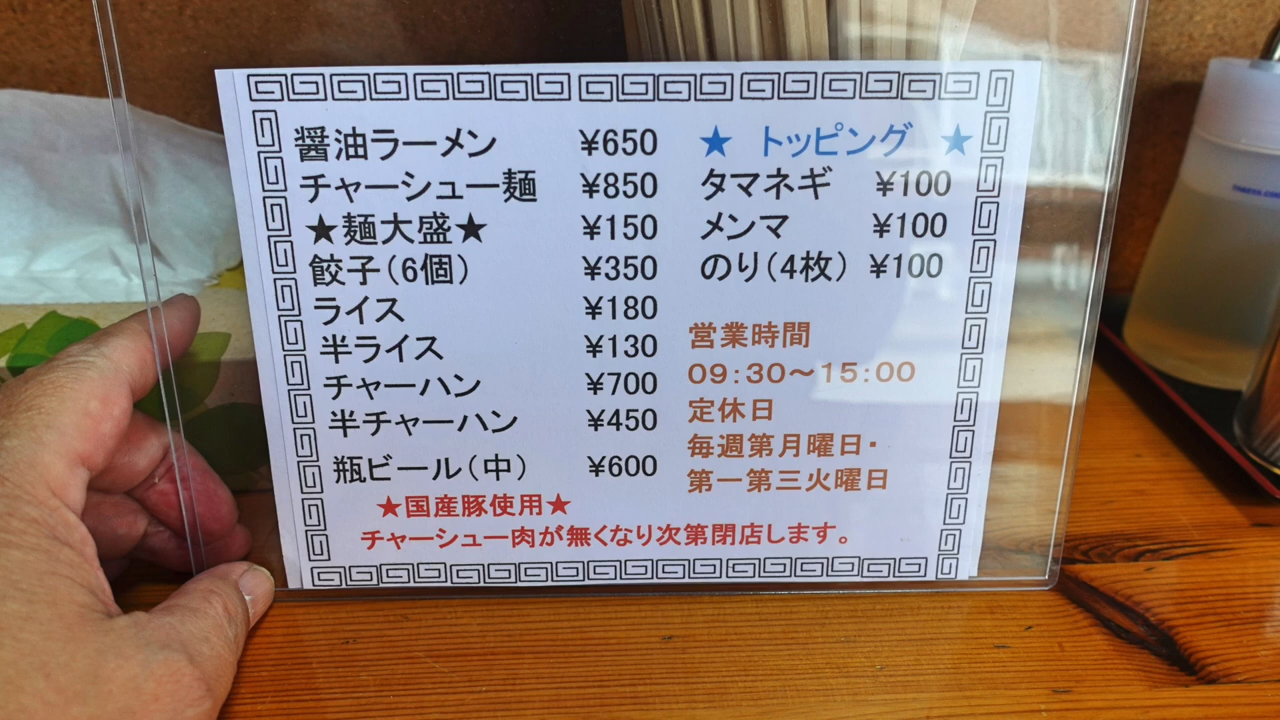 醤油ラーメン ¥650
チャーシュー麺 ¥850
★麺大盛★ ¥150
餃子(6個) ¥350
ライス ¥180
半ライス ¥130
チャーハン ¥700
半チャーハン ¥450
瓶ビール(中) ¥600
★国産豚使用★
★ トッピング ★
タマネギ ¥100
メンマ ¥100
のり(4枚) ¥100
営業時間
09:30〜15:00
定休日
毎週第月曜日・
第一第三火曜日
チャーシュー肉が無くなり次第閉店します。